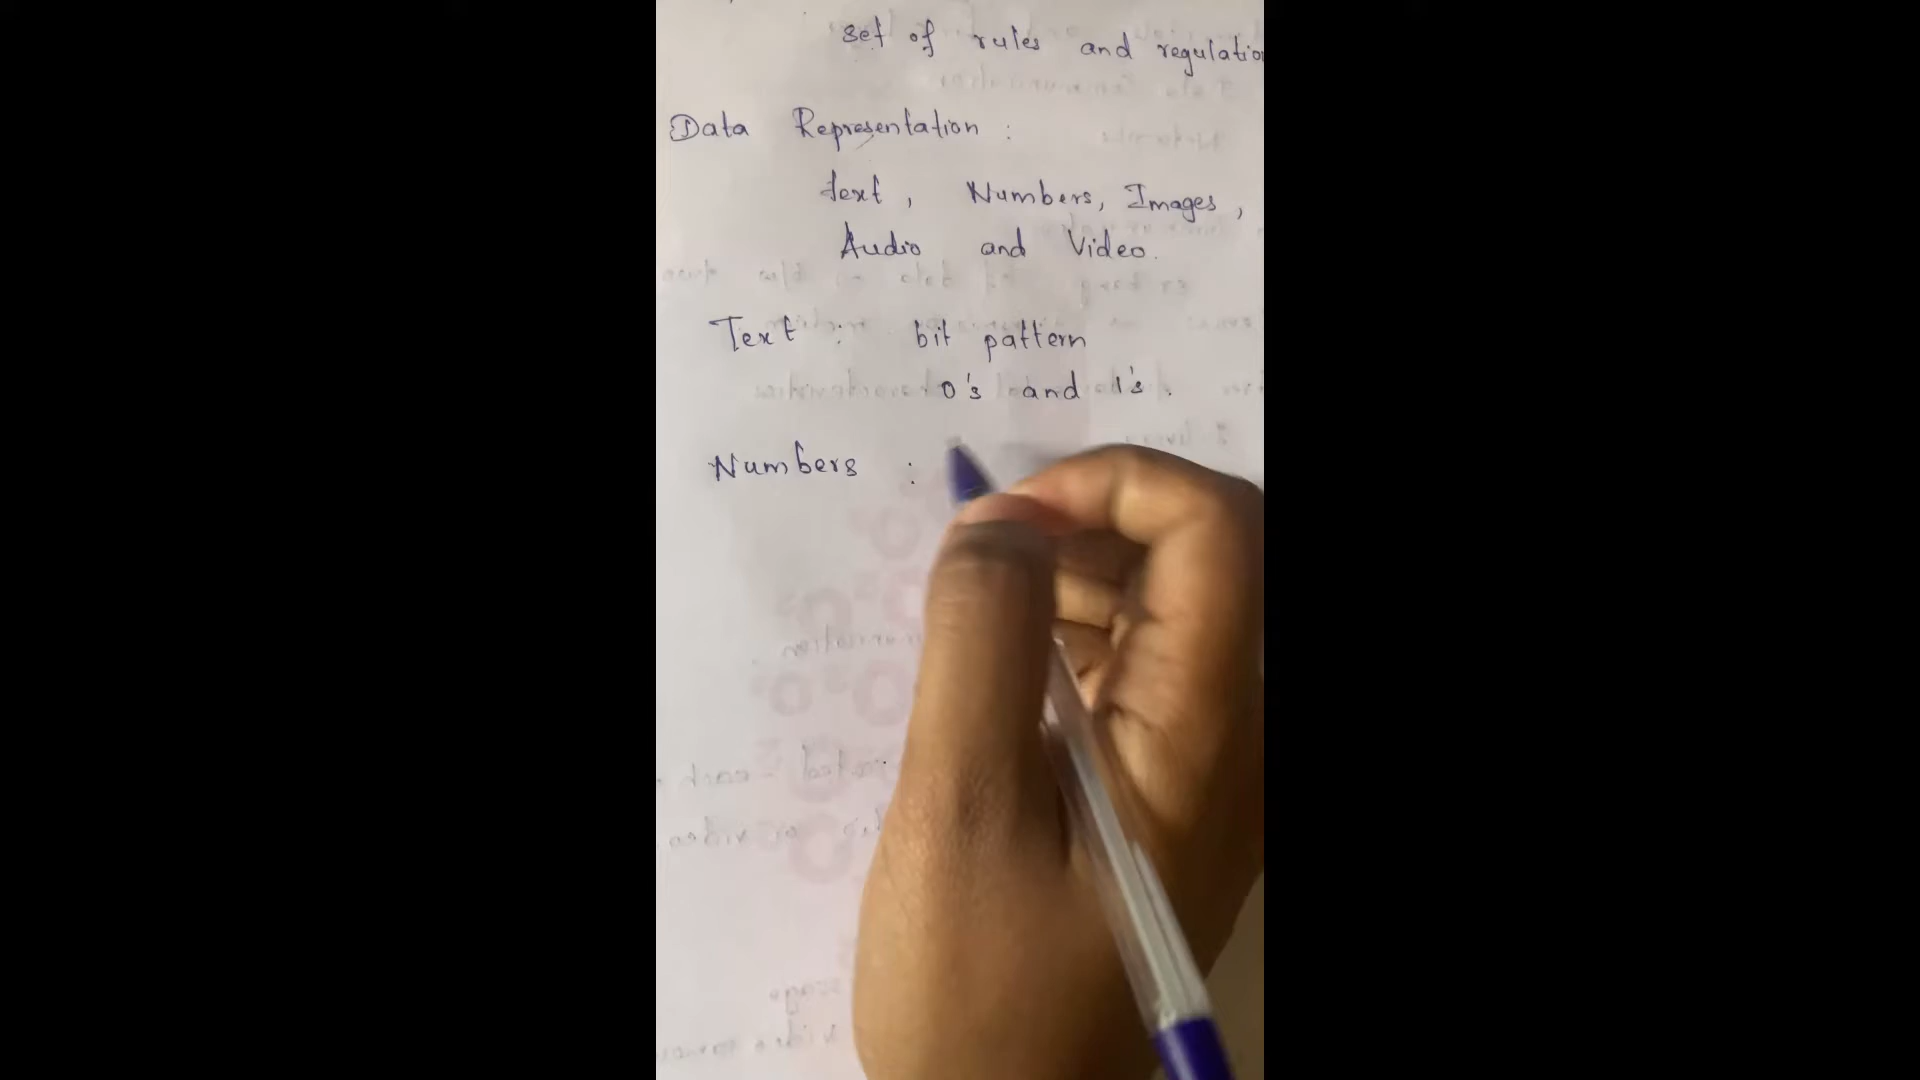 set of rules and regulation
Data Representation :
text, Numbers, Images,
Audio and Video.
Text : bit pattern
0's and 1's.
Numbers :